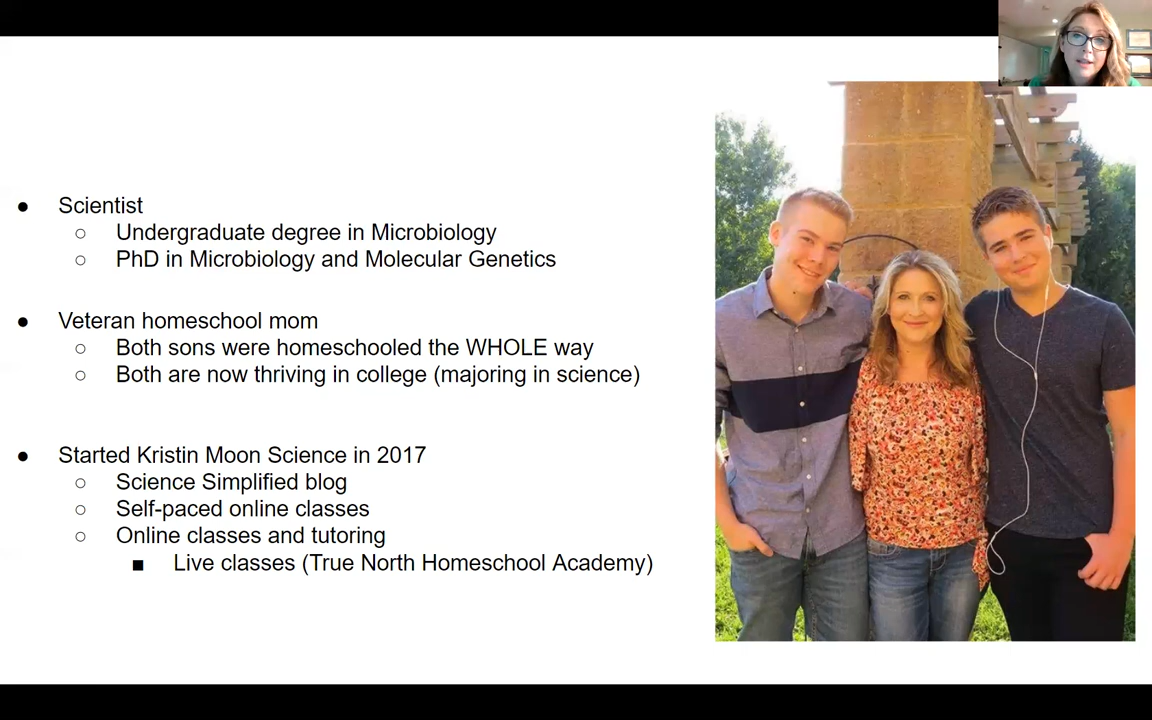 ● Scientist
○ Undergraduate degree in Microbiology
○ PhD in Microbiology and Molecular Genetics
● Veteran homeschool mom
○ Both sons were homeschooled the WHOLE way
○ Both are now thriving in college (majoring in science)
● Started Kristin Moon Science in 2017
○ Science Simplified blog
○ Self-paced online classes
○ Online classes and tutoring
■ Live classes (True North Homeschool Academy)